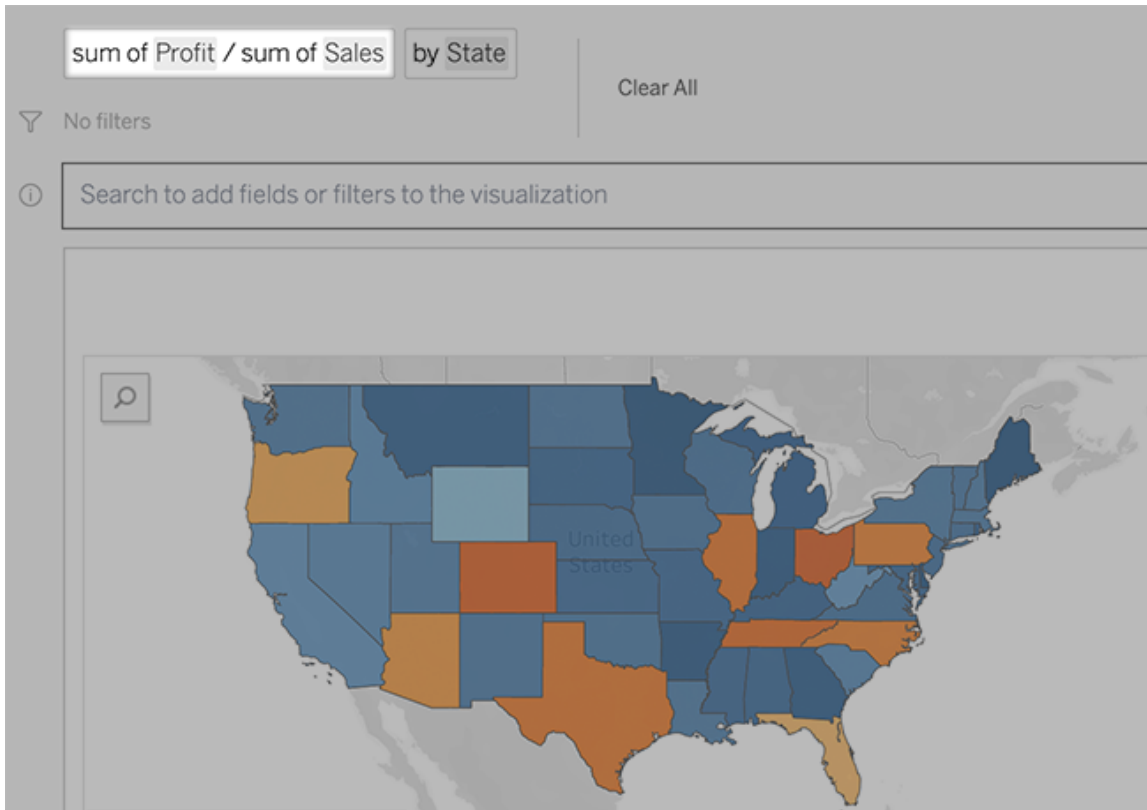 sum of Profit / sum of Sales by State
Clear All
No filters
Search to add fields or filters to the visualization
United
States